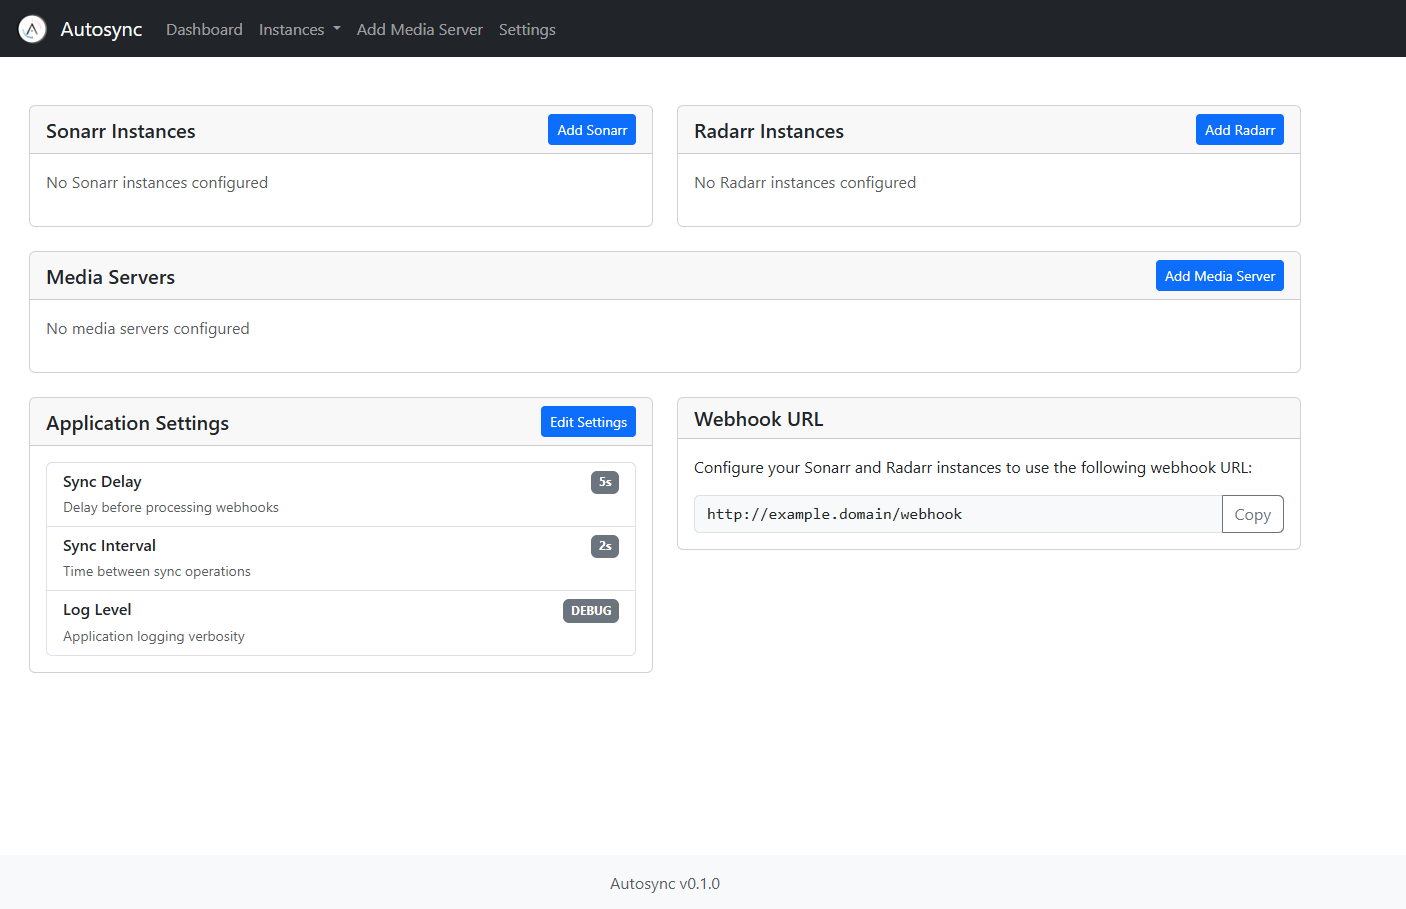 Autosync Dashboard Instances Add Media Server Settings
Sonarr Instances Add Sonarr
No Sonarr instances configured
Radarr Instances Add Radarr
No Radarr instances configured
Media Servers Add Media Server
No media servers configured
Application Settings Edit Settings
Sync Delay 5s
Delay before processing webhooks
Sync Interval 2s
Time between sync operations
Log Level DEBUG
Application logging verbosity
Webhook URL
Configure your Sonarr and Radarr instances to use the following webhook URL:
http://example.domain/webhook Copy
Autosync v0.1.0